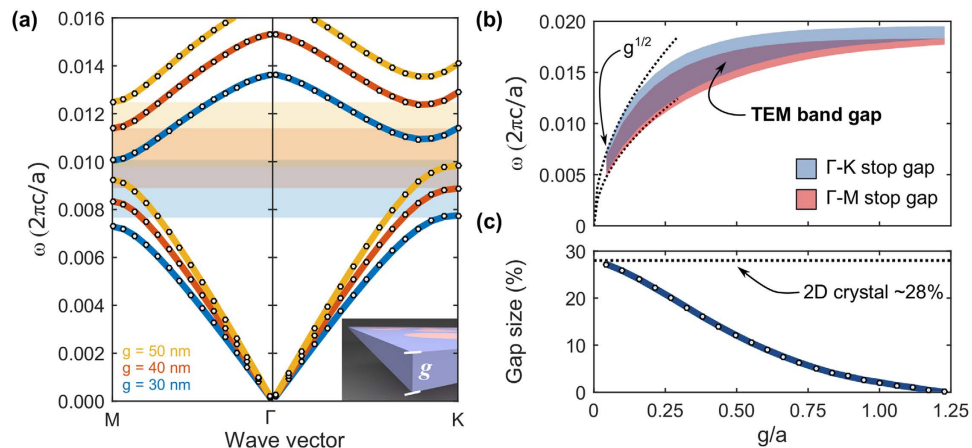 (a)
ω (2πc/a)
0.016
0.014
0.012
0.010
0.008
0.006
0.004
0.002
0.000
g = 50 nm
g = 40 nm
g = 30 nm
g
M
Γ
K
Wave vector
(b)
ω (2πc/a)
0.020
0.015
0.010
0.005
0.000
g^1/2
TEM band gap
Γ-K stop gap
Γ-M stop gap
(c)
Gap size (%)
30
20
10
0
2D crystal ~28%
0
0.25
0.50
0.75
1.00
1.25
g/a